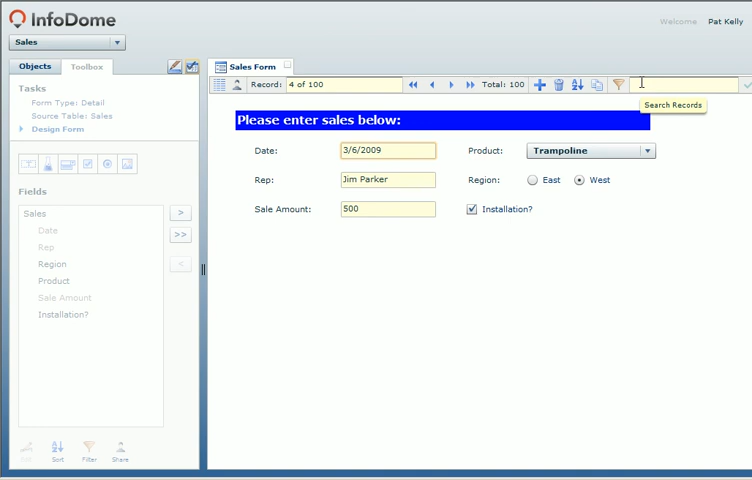 InfoDome
Welcome Pat Kelly
Sales
Objects Toolbox
Sales Form
Record: 4 of 100 Total: 100
Search Records
Tasks
Form Type: Detail
Source Table: Sales
Design Form
Please enter sales below:
Date: 3/6/2009 Product: Trampoline
Rep: Jim Parker Region: East West
Sale Amount: 500 Installation?
Fields
Sales
Date
Rep
Region
Product
Sale Amount
Installation?
Sort Filter Share